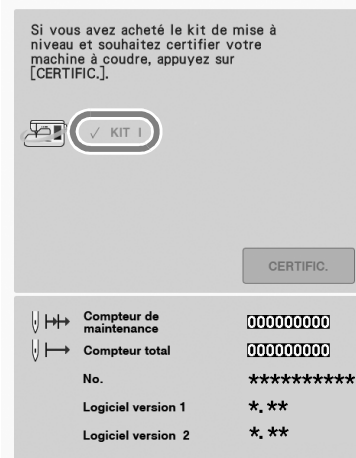 Si vous avez acheté le kit de mise à
niveau et souhaitez certifier votre
machine à coudre, appuyez sur
[CERTIFIC.].
✓ KIT I
CERTIFIC.
Compteur de
maintenance
000000000
Compteur total
000000000
No.
**********
Logiciel version 1
*.**
Logiciel version 2
*.**